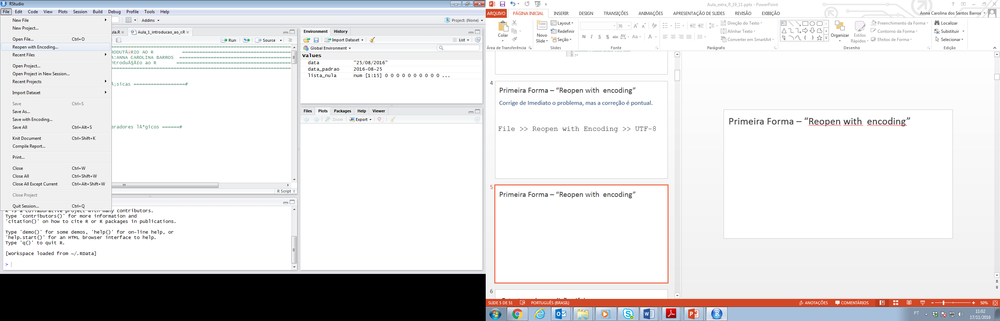 RStudio
File Edit Code View Plots Session Build Debug Profile Tools Help
New File
New Project...
Open File... Ctrl+O
Reopen with Encoding...
Recent Files
Open Project...
Open Project in New Session...
Recent Projects
Import Dataset
Save Ctrl+S
Save As...
Save with Encoding...
Save All Ctrl+Alt+S
Knit Document Ctrl+Shift+K
Compile Report...
Print...
Close Ctrl+W
Close All Ctrl+Shift+W
Close All Except Current Ctrl+Alt+Shift+W
Close Project
Quit Session... Ctrl+Q
Addins
Project: (None)
ula.R Aula_1_introducao_ao_r.R
Run Source
RODUTÃ“RIO AO R ======================================
A:ANNA CAROLINA BARROS =======================================
ntroduÃ§Ã£o ao R ========================================
Ã¡sicas ==================#
eradores lÃ³gicos ======#
R Script
R is a collaborative project with many contributors.
Type 'contributors()' for more information and
'citation()' on how to cite R or R packages in publications.
Type 'demo()' for some demos, 'help()' for on-line help, or
'help.start()' for an HTML browser interface to help.
Type 'q()' to quit R.
[Workspace loaded from ~/.RData]
>
Environment History
Import Dataset List
Global Environment
Values
data "25/08/2016"
data_padrao 2016-08-25
lista_nula num [1:15] 0 0 0 0 0 0 0 0 0 0 ...
Files Plots Packages Help Viewer
Zoom Export
Aula_extra_R_19_11.pptx - PowerPoint
ARQUIVO PÁGINA INICIAL INSERIR DESIGN TRANSIÇÕES ANIMAÇÕES APRESENTAÇÃO DE SLIDES REVISÃO EXIBIÇÃO
Anna Carolina dos Santos Barros
Colar
Área de Transferência
Novo
Slide
Layout
Redefinir
Seção
Slides
36
N I S S abc AV Aa A
Fonte
Direção do Texto
Alinhar Texto
Converter em SmartArt
Parágrafo
Organizar
Estilos
Rápidos
Preenchimento da Forma
Contorno da Forma
Efeitos de Forma
Desenho
Localizar
Substituir
Selecionar
Edição
4
Primeira Forma – “Reopen with encoding”
Corrige de Imediato o problema, mas a correção é pontual.
File >> Reopen with Encoding >> UTF-8
5
Primeira Forma – “Reopen with encoding”
6
Primeira Forma – “Reopen with encoding”
SLIDE 5 DE 51 PORTUGUÊS (BRASIL) ANOTAÇÕES COMENTÁRIOS 50%
PT
11:02
17/11/2016